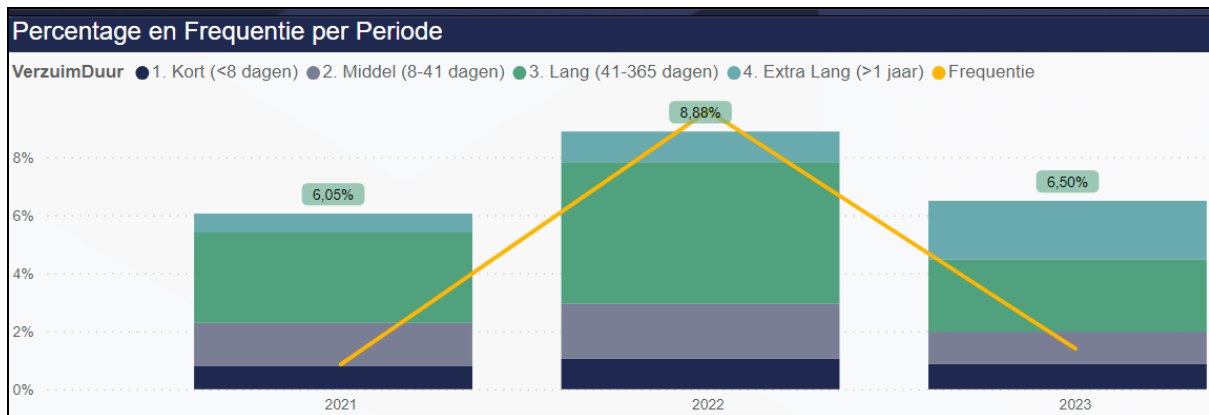 Percentage en Frequentie per Periode
VerzuimDuur 1. Kort (<8 dagen) 2. Middel (8-41 dagen) 3. Lang (41-365 dagen) 4. Extra Lang (>1 jaar) Frequentie
8,88%
8%
6,05%
6,50%
6%
4%
2%
0%
2021 2022 2023